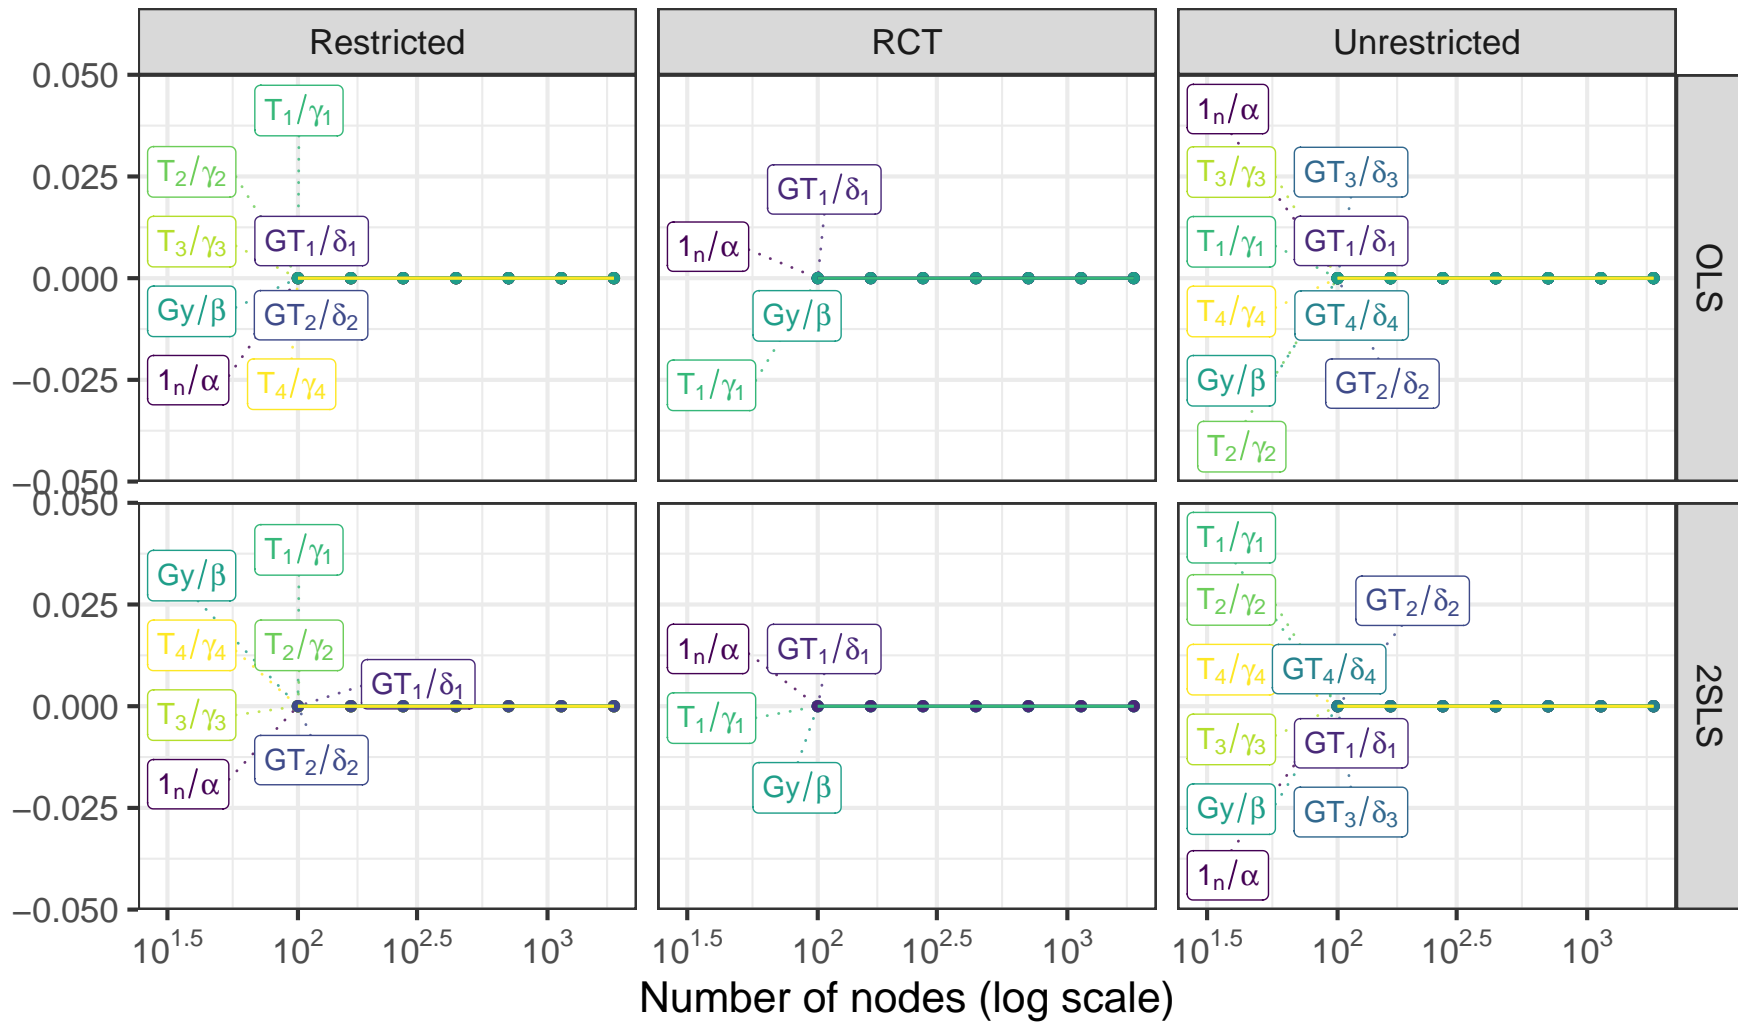 Restricted RCT Unrestricted
0.050
0.025
0.000
−0.025
−0.050
T₁/γ₁
T₂/γ₂
T₃/γ₃
GT₁/δ₁
Gy/β
GT₂/δ₂
1ₙ/α
T₄/γ₄
GT₁/δ₁
1ₙ/α
Gy/β
T₁/γ₁
1ₙ/α
T₃/γ₃
GT₃/δ₃
T₁/γ₁
GT₁/δ₁
T₄/γ₄
GT₄/δ₄
Gy/β
GT₂/δ₂
T₂/γ₂
OLS
0.050
0.025
0.000
−0.025
−0.050
T₁/γ₁
Gy/β
T₄/γ₄
T₂/γ₂
GT₁/δ₁
T₃/γ₃
GT₂/δ₂
1ₙ/α
1ₙ/α
GT₁/δ₁
T₁/γ₁
Gy/β
T₁/γ₁
T₂/γ₂
GT₂/δ₂
T₄/γ₄
GT₄/δ₄
T₃/γ₃
GT₁/δ₁
Gy/β
GT₃/δ₃
1ₙ/α
2SLS
10^1.5 10^2 10^2.5 10^3 10^1.5 10^2 10^2.5 10^3 10^1.5 10^2 10^2.5 10^3
Number of nodes (log scale)